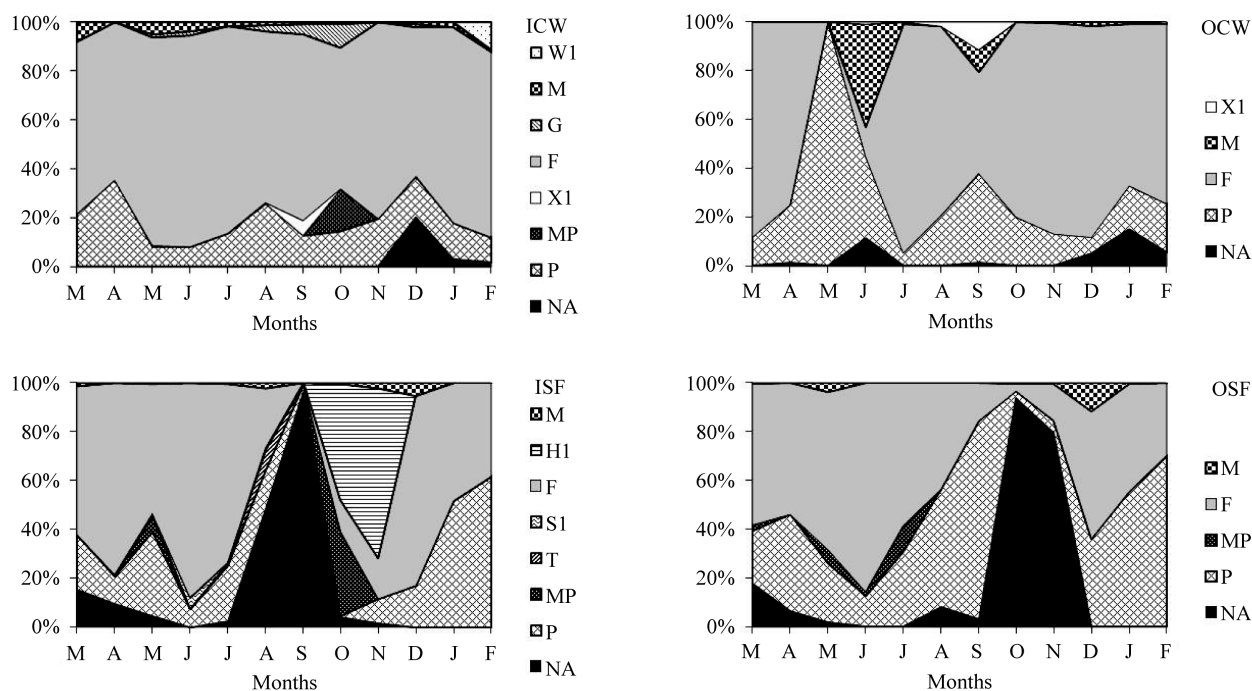 ICW
100%
80%
60%
40%
20%
0%
M A M J J A S O N D J F
Months
W1
M
G
F
X1
MP
P
NA
OCW
100%
80%
60%
40%
20%
0%
M A M J J A S O N D J F
Months
X1
M
F
P
NA
ISF
100%
80%
60%
40%
20%
0%
M A M J J A S O N D J F
Months
M
H1
F
S1
T
MP
P
NA
OSF
100%
80%
60%
40%
20%
0%
M A M J J A S O N D J F
Months
M
F
MP
P
NA